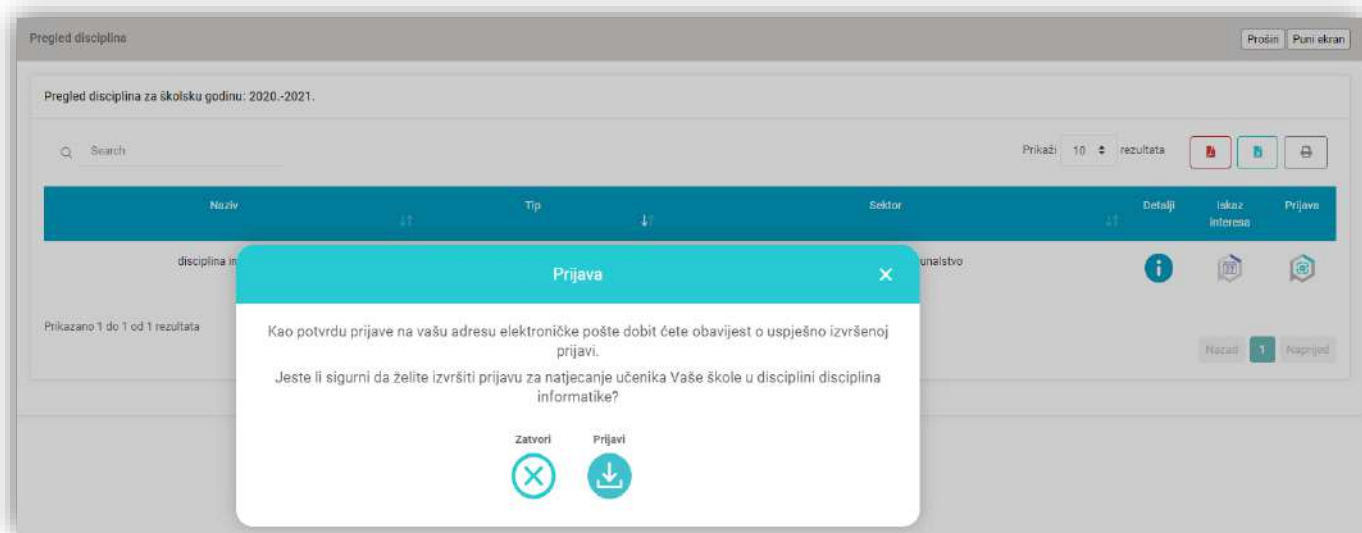 Pregled disciplina
Proširi Puni ekran
Pregled disciplina za školsku godinu: 2020.-2021.
Search
Prikaži 10 rezultata
Naziv Tip Sektor Detalji Iskaz interesa Prijava
disciplina in
unalstvo
Prijava
Kao potvrdu prijave na vašu adresu elektroničke pošte dobit ćete obavijest o uspješno izvršenoj
prijavi.
Jeste li sigurni da želite izvršiti prijavu za natjecanje učenika Vaše škole u disciplini disciplina
informatike?
Zatvori Prijavi
Prikazano 1 do 1 od 1 rezultata
Nazad 1 Naprijed